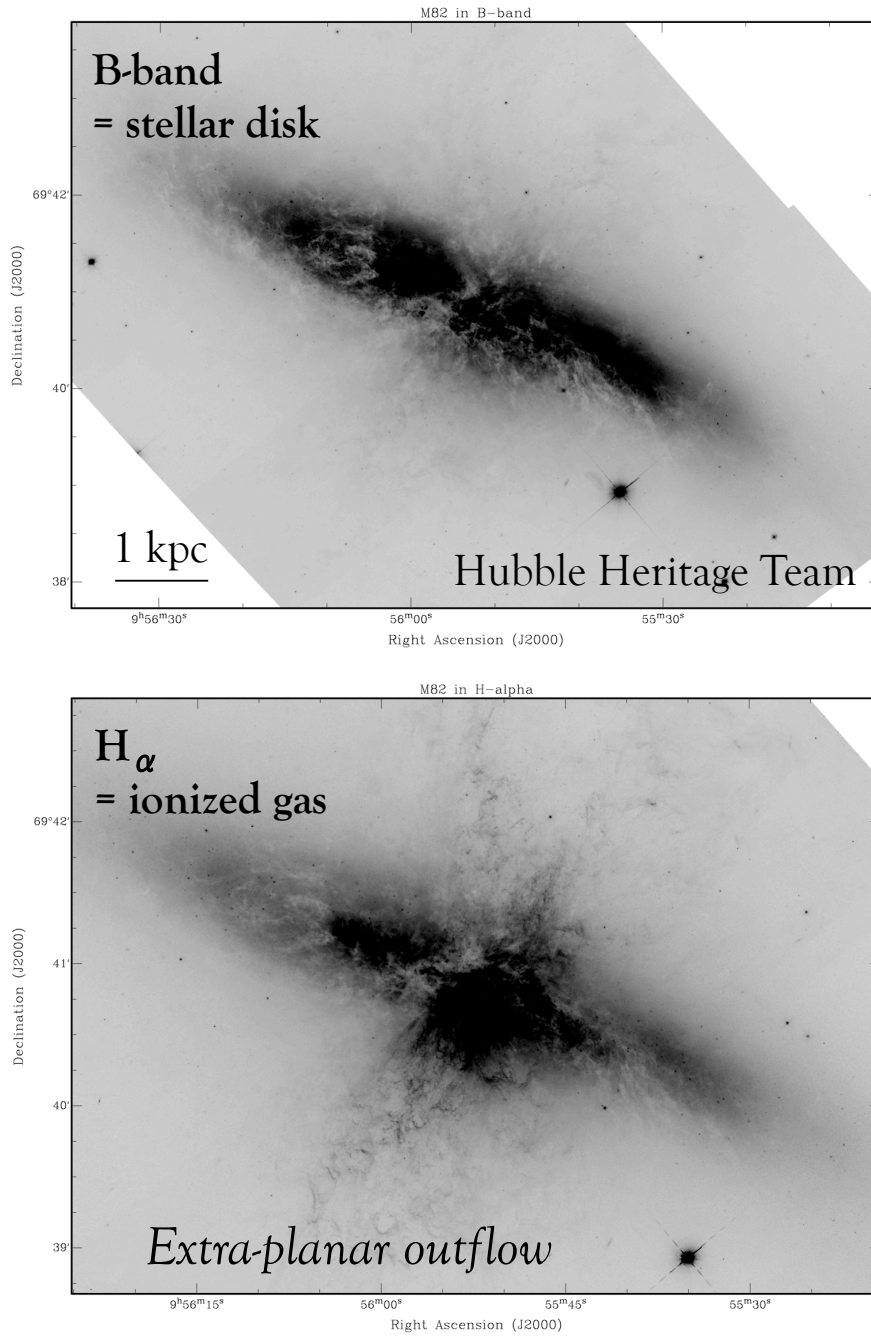 M82 in B-band
B-band
= stellar disk
69°42'
40'
38'
Declination (J2000)
1 kpc
Hubble Heritage Team
9ʰ56ᵐ30ˢ
56ᵐ00ˢ
55ᵐ30ˢ
Right Ascension (J2000)
M82 in H-alpha
Hα
= ionized gas
69°42'
41'
40'
39'
Declination (J2000)
Extra-planar outflow
9ʰ56ᵐ15ˢ
56ᵐ00ˢ
55ᵐ45ˢ
55ᵐ30ˢ
Right Ascension (J2000)